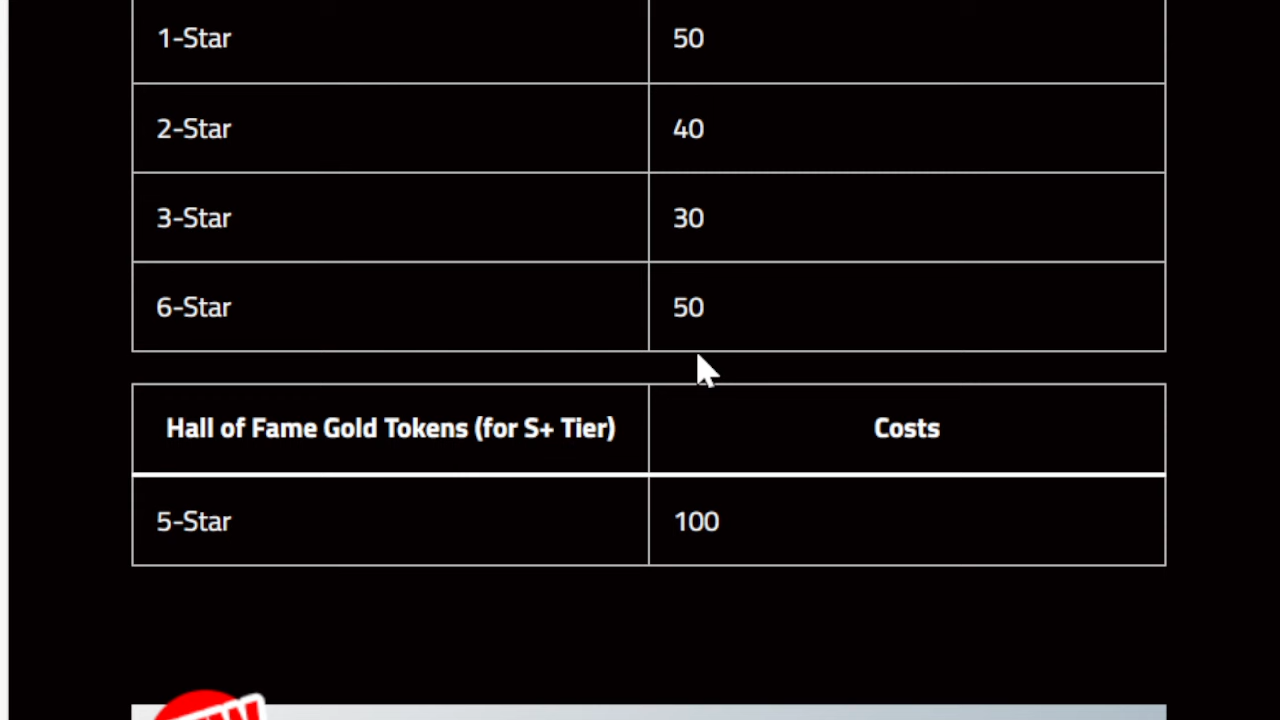 1-Star 50
2-Star 40
3-Star 30
6-Star 50
Hall of Fame Gold Tokens (for S+ Tier) Costs
5-Star 100